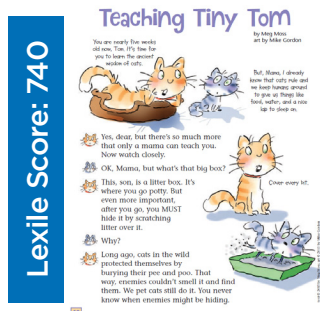 Lexile Score: 740
Teaching Tiny Tom
by Meg Moss
art by Mike Gordon
You are nearly five weeks
old now, Tom. It's time for
you to learn the ancient
wisdom of cats.
But, Mama, I already
know that cats rule and
we keep humans around
to give us things like
food, water, and a nice
lap to sleep on.
Yes, dear, but there's so much more
that only a mama can teach you.
Now watch closely.
OK, Mama, but what's that big box?
This, son, is a litter box. It's
where you go potty. But
even more important,
after you go, you MUST
hide it by scratching
litter over it.
Cover every bit.
Why?
Long ago, cats in the wild
protected themselves by
burying their pee and poo. That
way, enemies couldn't smell it and find
them. We pet cats still do it. You never
know when enemies might be hiding.